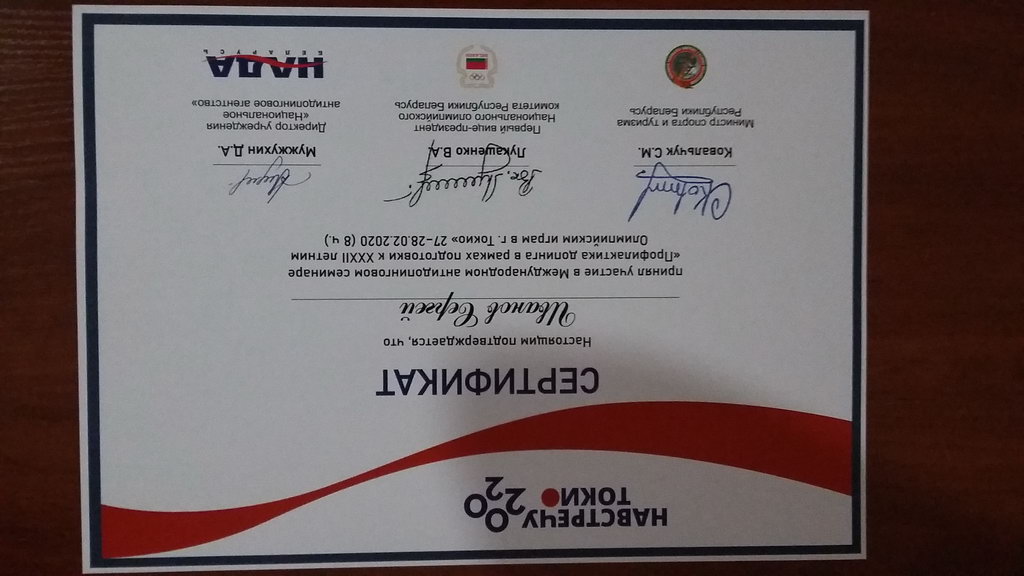 НАВСТРЕЧУ
ТОКИО 2020
СЕРТИФИКАТ
Настоящим подтверждается, что
Иванов Сергей
принял участие в Международном антидопинговом семинаре
«Профилактика допинга в рамках подготовки к XXXII летним
Олимпийским играм в г. Токио» 27-28.02.2020 (8 ч.)
Ковальчук С.М.
Министр спорта и туризма
Республики Беларусь
Лукашенко В.А.
Первый вице-президент
Национального олимпийского
комитета Республики Беларусь
Мужжухин Д.А.
Директор учреждения
«Национальное
антидопинговое агентство»
НАДА
БЕЛАРУСЬ